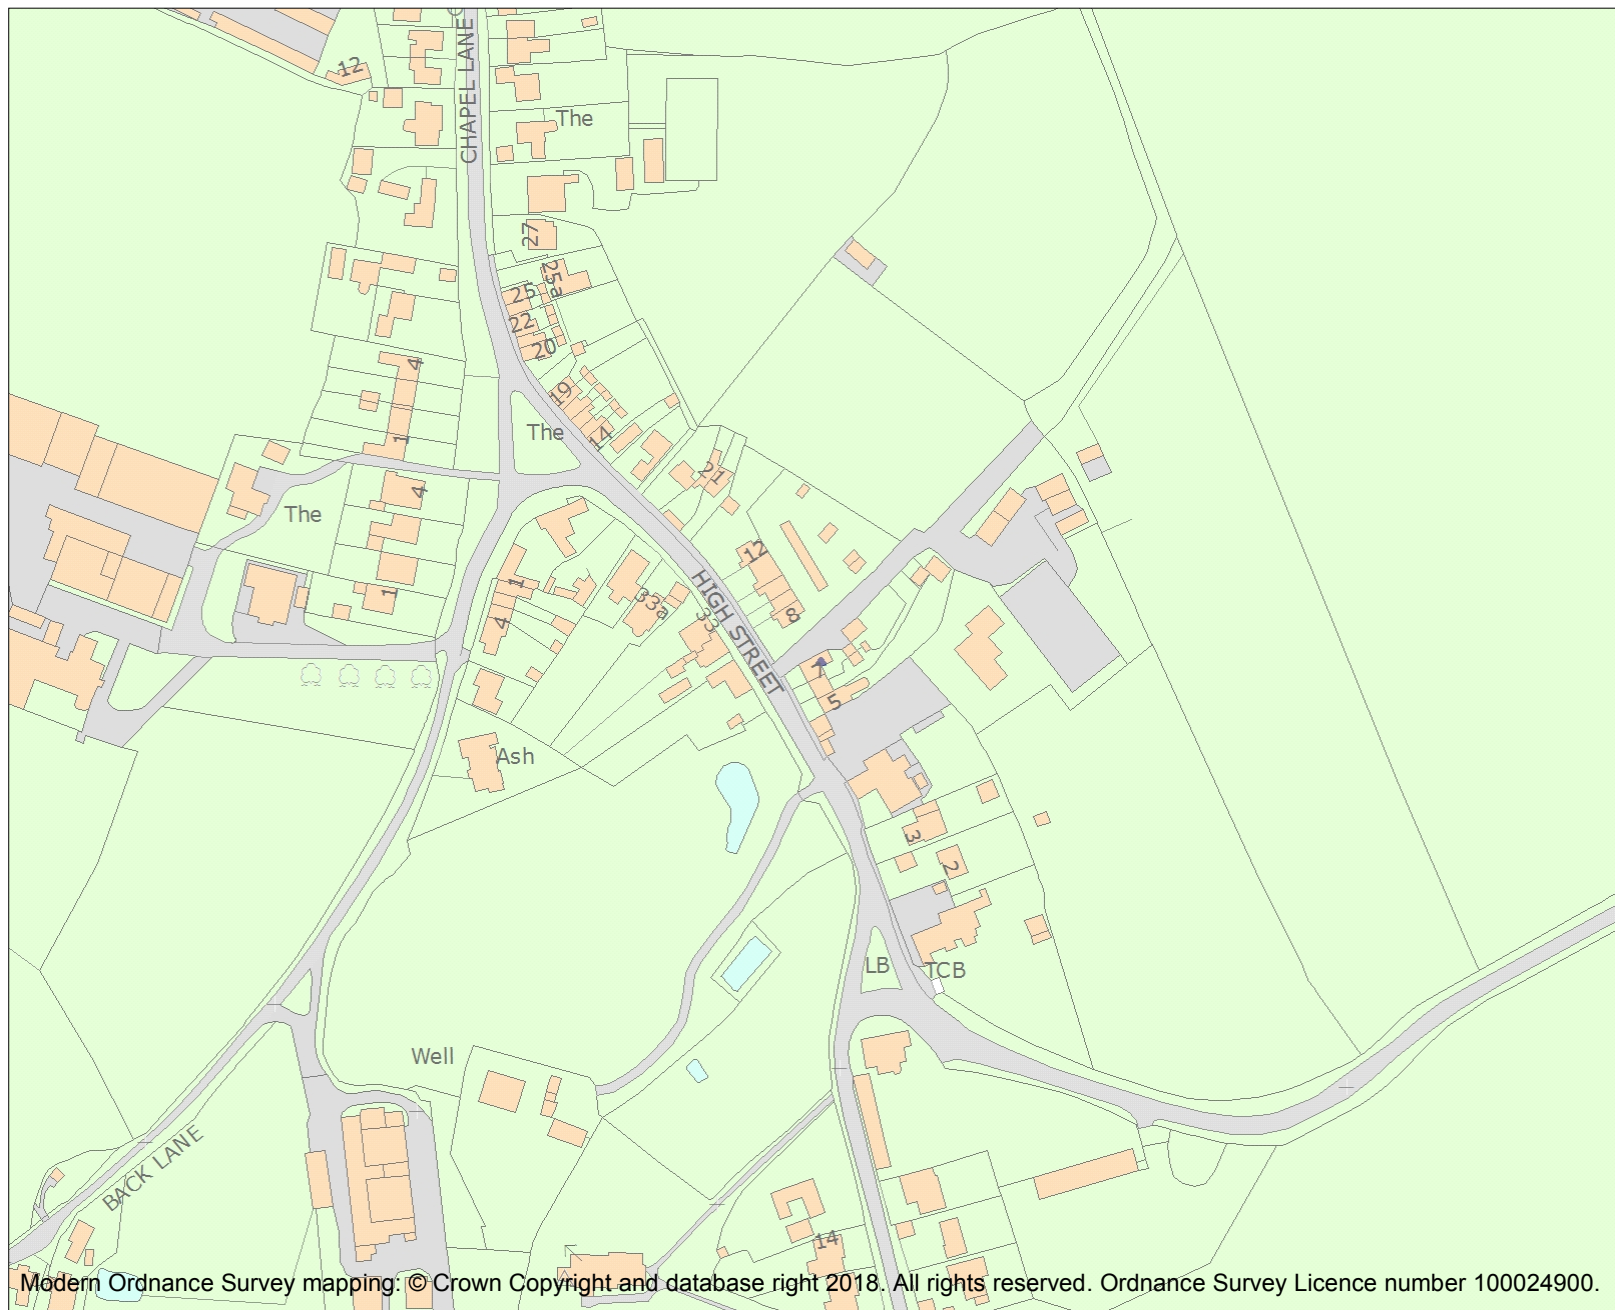 CHAPEL LANE
12
The
27
25a
25
22
20
4
19
14
The
1
21
4
The
12
1
1
33a
33
8
4
HIGH STREET
7
5
Ash
3
2
LB
TCB
Well
BACK LANE
14
Modern Ordnance Survey mapping: © Crown Copyright and database right 2018. All rights reserved. Ordnance Survey Licence number 100024900.